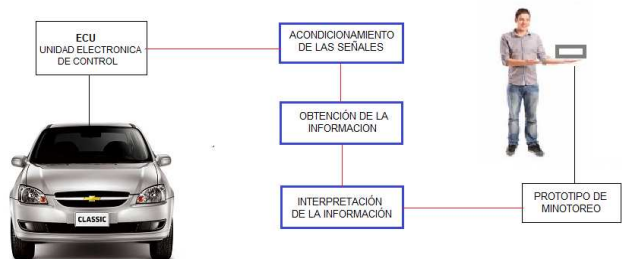 ECU
UNIDAD ELECTRONICA
DE CONTROL
ACONDICIONAMIENTO
DE LAS SEÑALES
OBTENCIÓN DE LA
INFORMACION
INTERPRETACIÓN
DE LA INFORMACIÓN
PROTOTIPO DE
MINOTOREO
CLASSIC